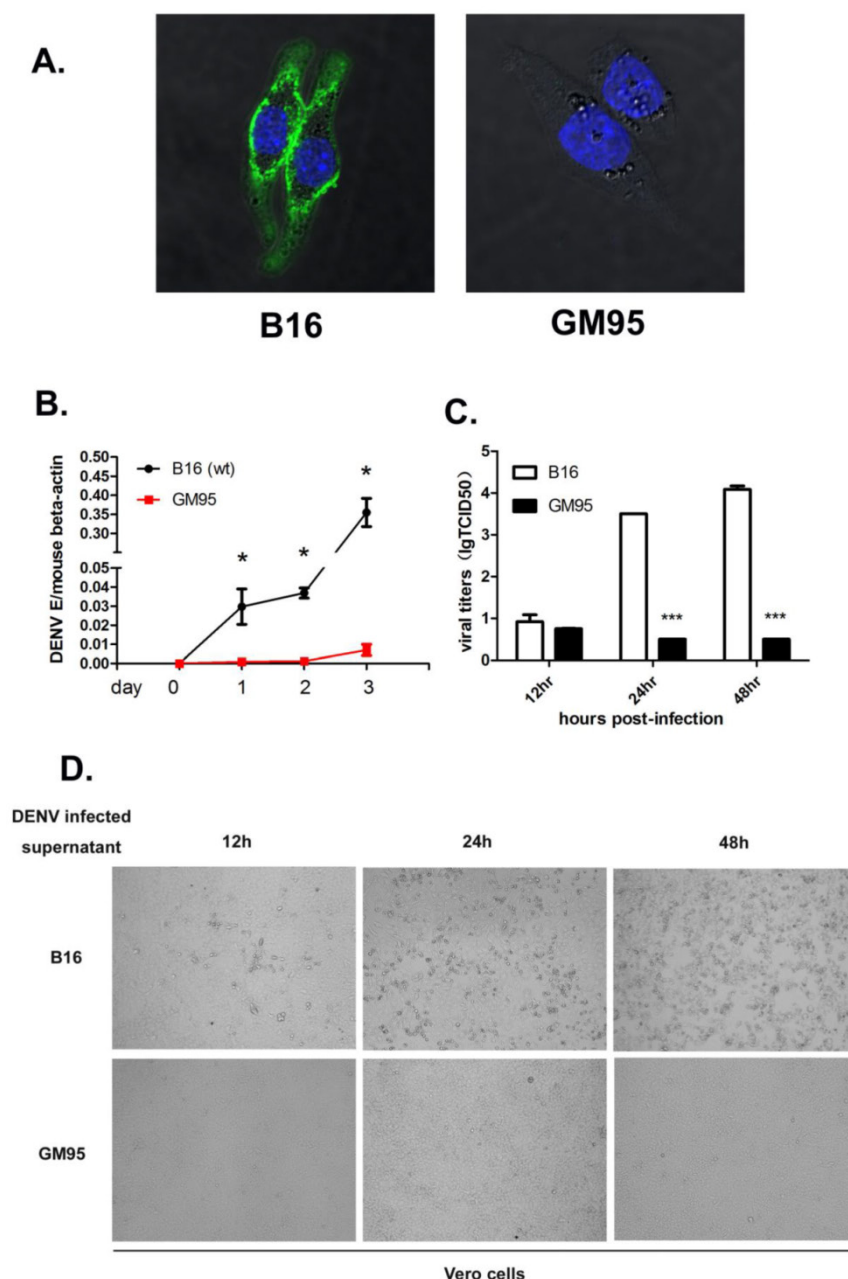 A.
B16 GM95
B.
DENV E/mouse beta-actin
0.50
0.45
0.40
0.35
0.30
0.05
0.04
0.03
0.02
0.01
0.00
B16 (wt)
GM95
*
*
*
day 0 1 2 3
C.
viral titers (lgTCID50)
5
4
3
2
1
0
B16
GM95
***
***
12hr 24hr 48hr
hours post-infection
D.
DENV infected
supernatant
12h 24h 48h
B16
GM95
Vero cells